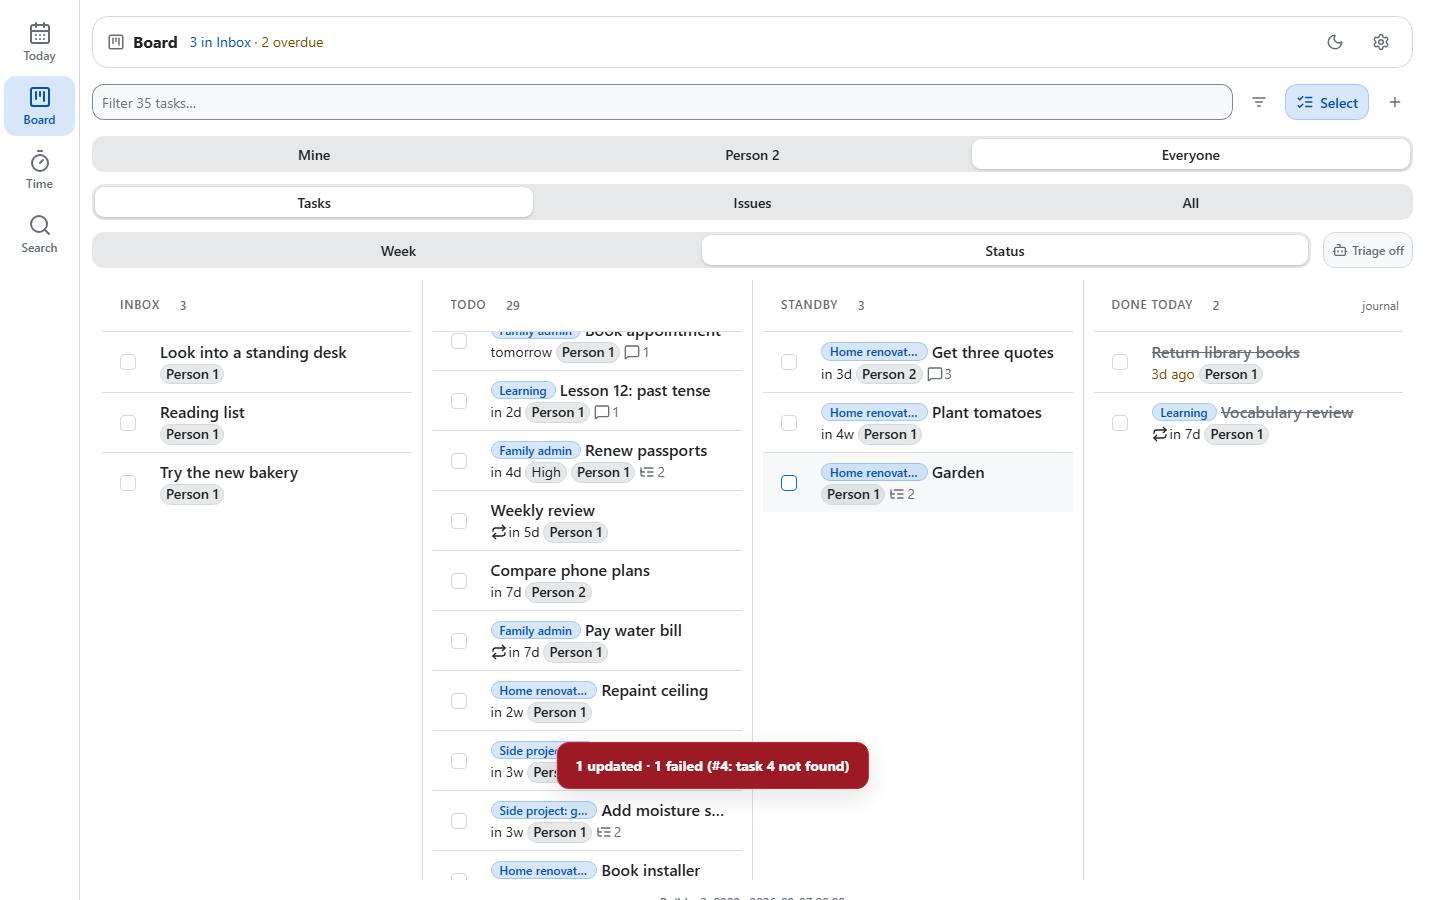 Today
Board
Time
Search
Board 3 in Inbox · 2 overdue
Filter 35 tasks...
Select
Mine Person 2 Everyone
Tasks Issues All
Week Status Triage off
INBOX 3
Look into a standing desk
Person 1
Reading list
Person 1
Try the new bakery
Person 1
TODO 29
Family admin Book appointment
tomorrow Person 1 1
Learning Lesson 12: past tense
in 2d Person 1 1
Family admin Renew passports
in 4d High Person 1 2
Weekly review
in 5d Person 1
Compare phone plans
in 7d Person 2
Family admin Pay water bill
in 7d Person 1
Home renovat... Repaint ceiling
in 2w Person 1
Side projec
in 3w Pers
Side project: g... Add moisture s...
in 3w Person 1 2
Home renovat... Book installer
STANDBY 3
Home renovat... Get three quotes
in 3d Person 2 3
Home renovat... Plant tomatoes
in 4w Person 1
Home renovat... Garden
Person 1 2
DONE TODAY 2 journal
Return library books
3d ago Person 1
Learning Vocabulary review
in 7d Person 1
1 updated · 1 failed (#4: task 4 not found)